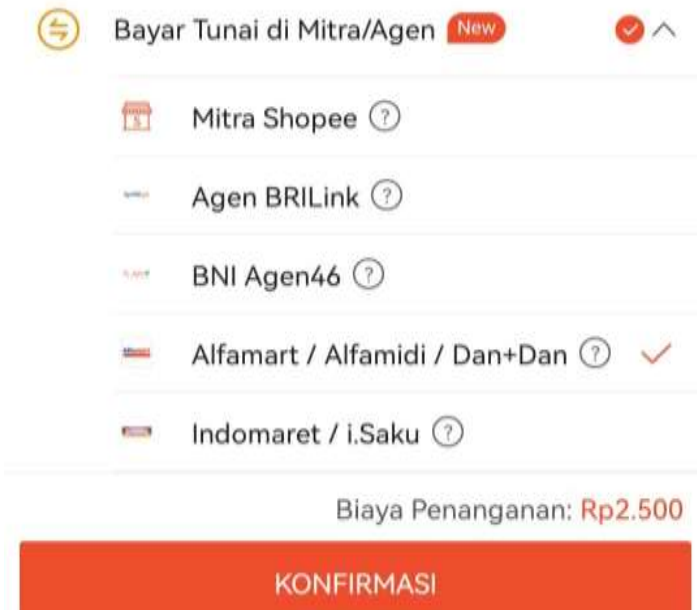 Bayar Tunai di Mitra/Agen New
Mitra Shopee ?
Agen BRILink ?
BNI Agen46 ?
Alfamart / Alfamidi / Dan+Dan ?
Indomaret / i.Saku ?
Biaya Penanganan: Rp2.500
KONFIRMASI